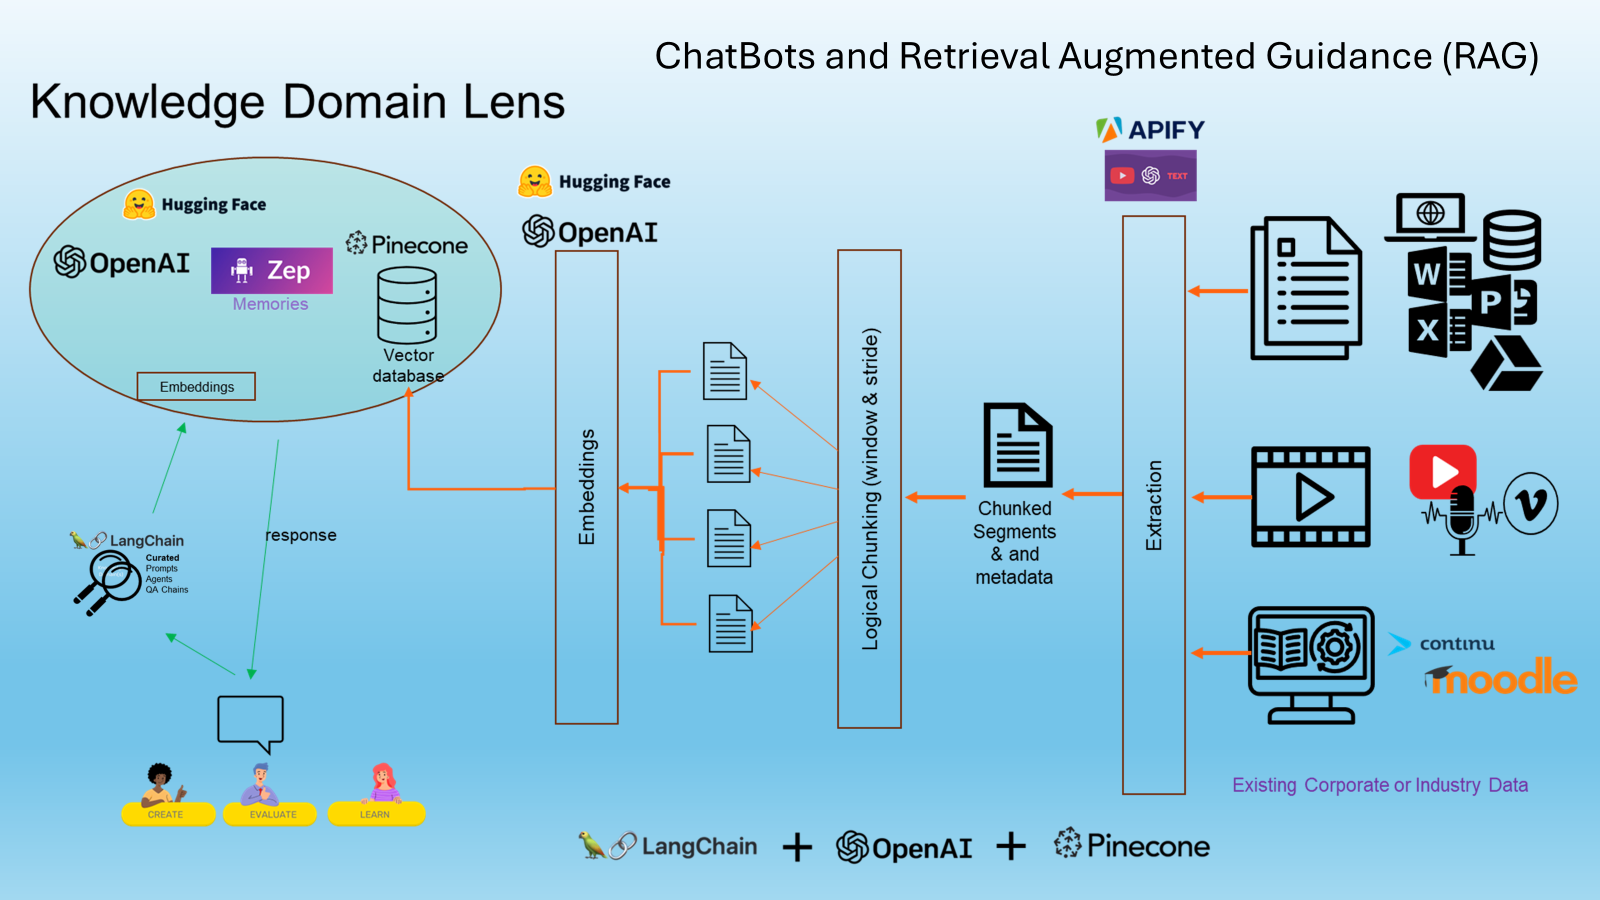 ChatBots and Retrieval Augmented Guidance (RAG)
Knowledge Domain Lens
APIFY
TEXT
Hugging Face
OpenAI
Zep
Memories
Pinecone
Vector
database
Embeddings
Hugging Face
OpenAI
Embeddings
Logical Chunking (window & stride)
Chunked
Segments
& and
metadata
Extraction
W
P
X
continu
moodle
Existing Corporate or Industry Data
LangChain
Curated
Prompts
Agents
QA Chains
response
CREATE
EVALUATE
LEARN
LangChain + OpenAI + Pinecone